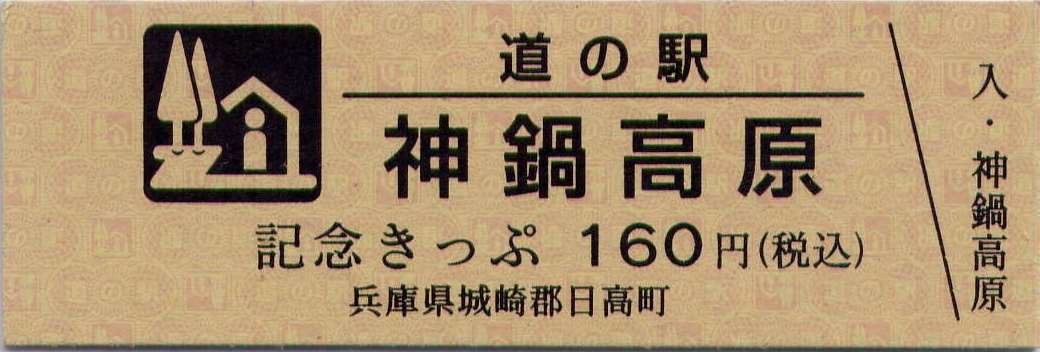 道の駅
神鍋高原
記念きっぷ 160円(税込)
兵庫県城崎郡日高町
入・神鍋高原